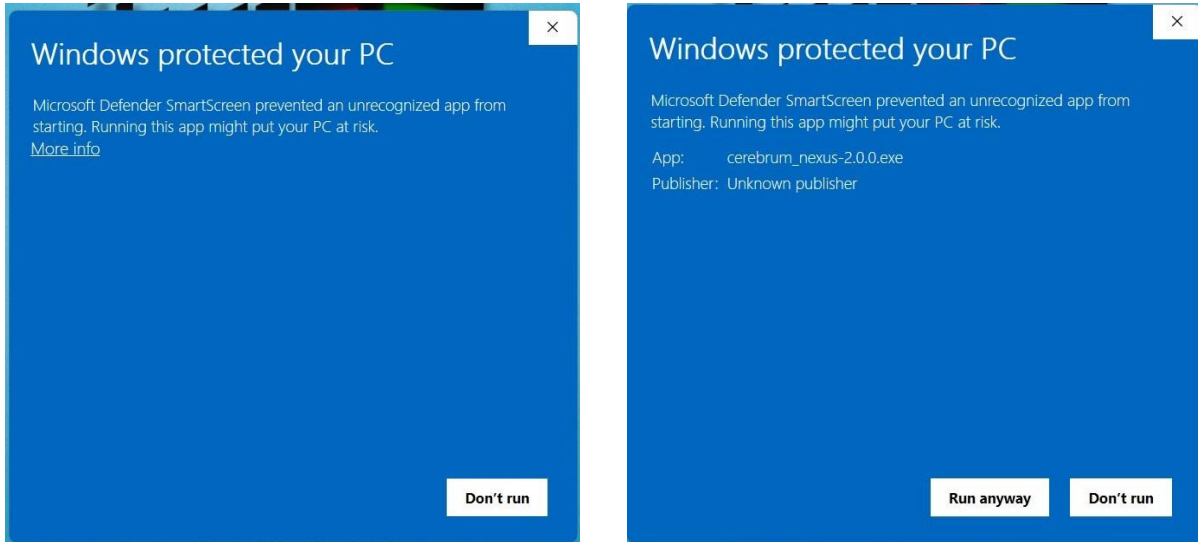 Windows protected your PC
Microsoft Defender SmartScreen prevented an unrecognized app from
starting. Running this app might put your PC at risk.
More info
Don't run
Windows protected your PC
Microsoft Defender SmartScreen prevented an unrecognized app from
starting. Running this app might put your PC at risk.
App: cerebrum_nexus-2.0.0.exe
Publisher: Unknown publisher
Run anyway Don't run